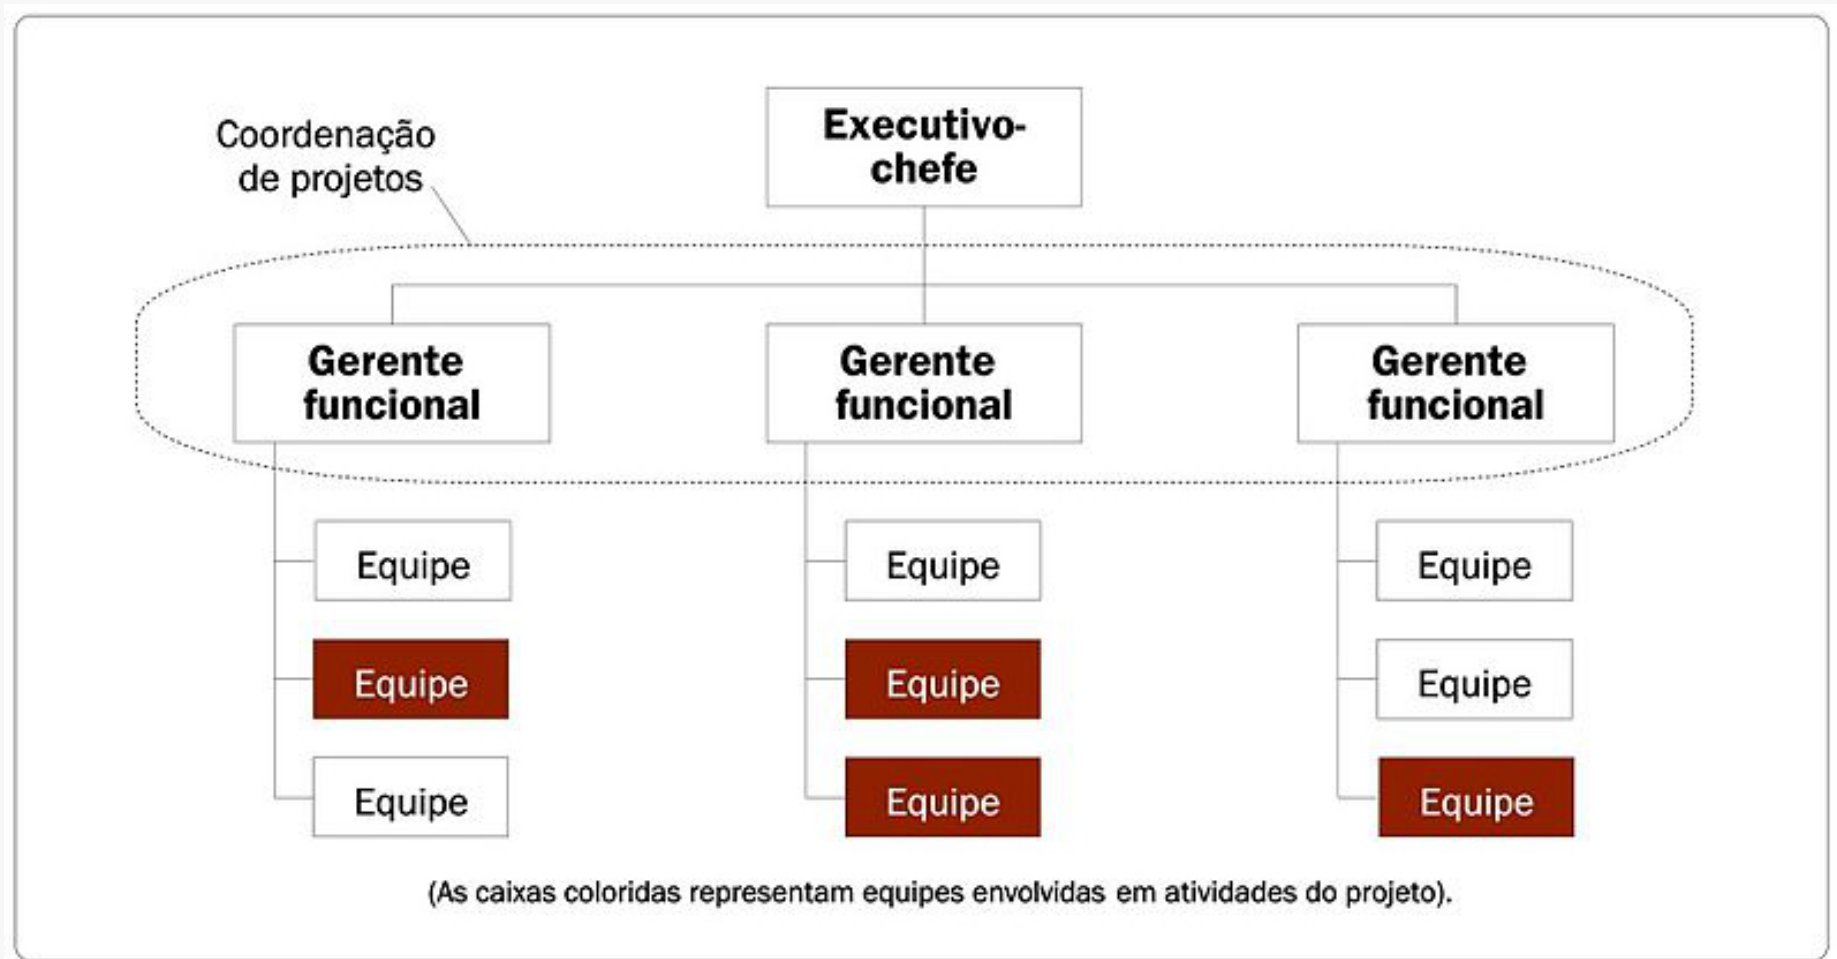 Coordenação
de projetos
Executivo-
chefe
Gerente
funcional
Gerente
funcional
Gerente
funcional
Equipe
Equipe
Equipe
Equipe
Equipe
Equipe
Equipe
Equipe
Equipe
(As caixas coloridas representam equipes envolvidas em atividades do projeto).